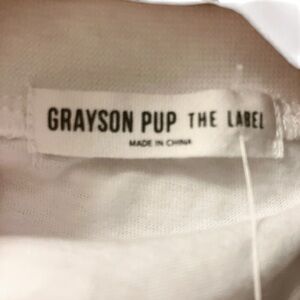 GRAYSON PUP THE LABEL
MADE IN CHINA